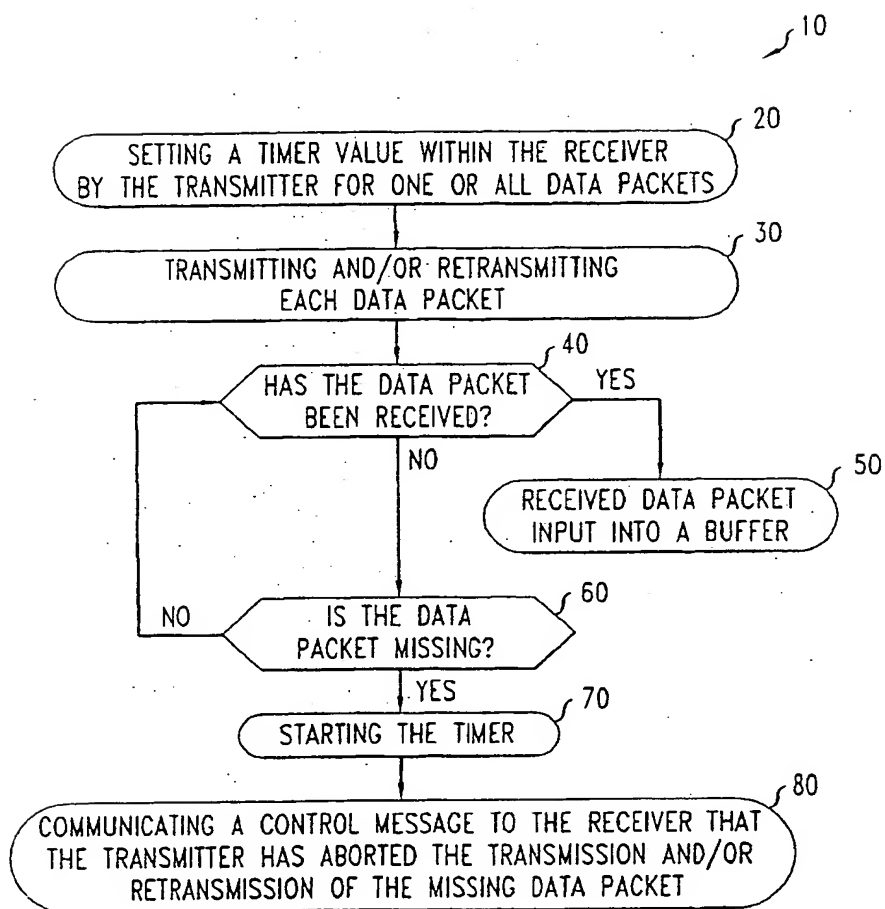 10
20
SETTING A TIMER VALUE WITHIN THE RECEIVER
BY THE TRANSMITTER FOR ONE OR ALL DATA PACKETS
30
TRANSMITTING AND/OR RETRANSMITTING
EACH DATA PACKET
40
HAS THE DATA PACKET
BEEN RECEIVED?
YES
NO
50
RECEIVED DATA PACKET
INPUT INTO A BUFFER
60
NO
IS THE DATA
PACKET MISSING?
YES
70
STARTING THE TIMER
80
COMMUNICATING A CONTROL MESSAGE TO THE RECEIVER THAT
THE TRANSMITTER HAS ABORTED THE TRANSMISSION AND/OR
RETRANSMISSION OF THE MISSING DATA PACKET